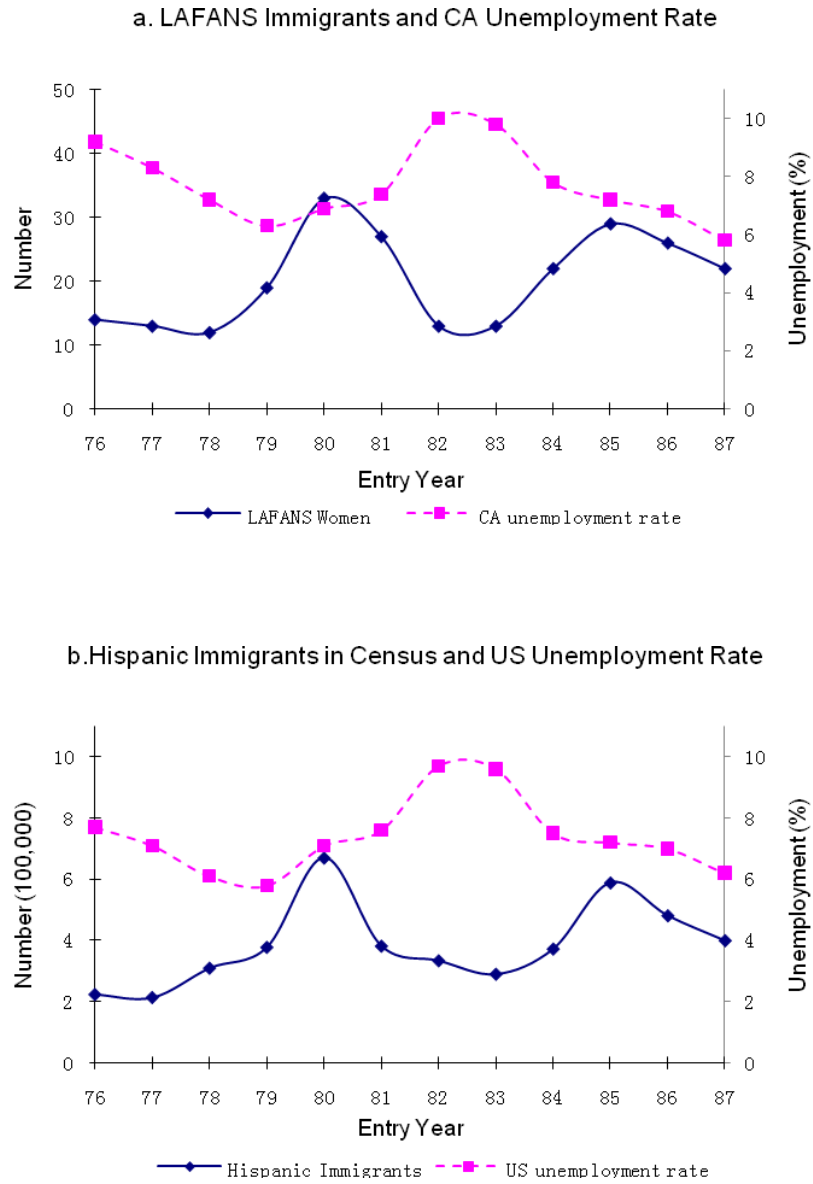 a. LAFANS Immigrants and CA Unemployment Rate
50
40
30
20
10
0
Number
10
8
6
4
2
0
Unemployment (%)
76 77 78 79 80 81 82 83 84 85 86 87
Entry Year
LAFANS Women CA unemployment rate
b.Hispanic Immigrants in Census and US Unemployment Rate
10
8
6
4
2
0
Number (100,000)
10
8
6
4
2
0
Unemployment (%)
76 77 78 79 80 81 82 83 84 85 86 87
Entry Year
Hispanic Immigrants US unemployment rate